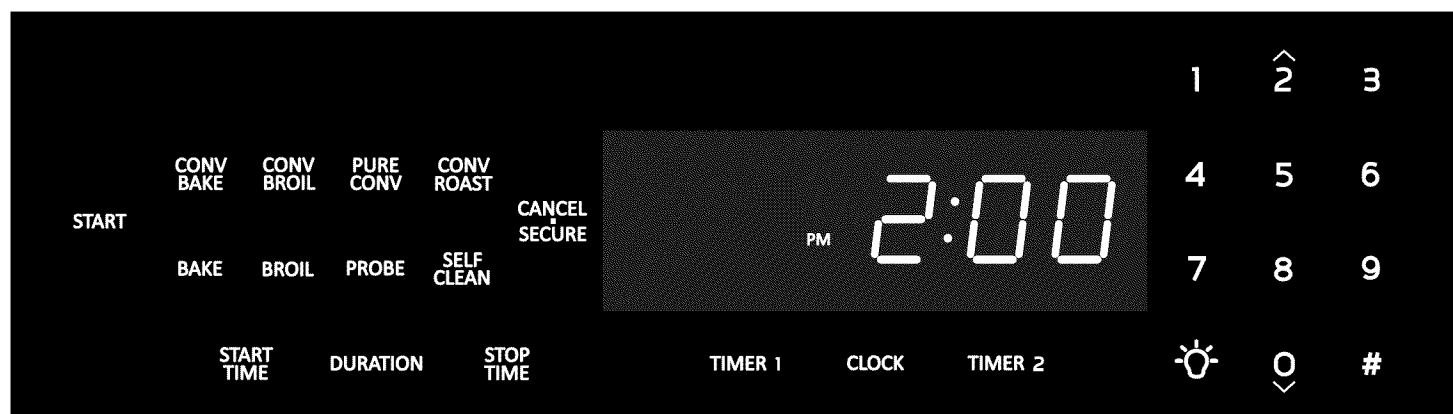 1 2 3
CONV BAKE
CONV BROIL
PURE CONV
CONV ROAST
4 5 6
START
CANCEL
SECURE
PM 2:00
BAKE
BROIL
PROBE
SELF CLEAN
7 8 9
START TIME
DURATION
STOP TIME
TIMER 1
CLOCK
TIMER 2
0 #